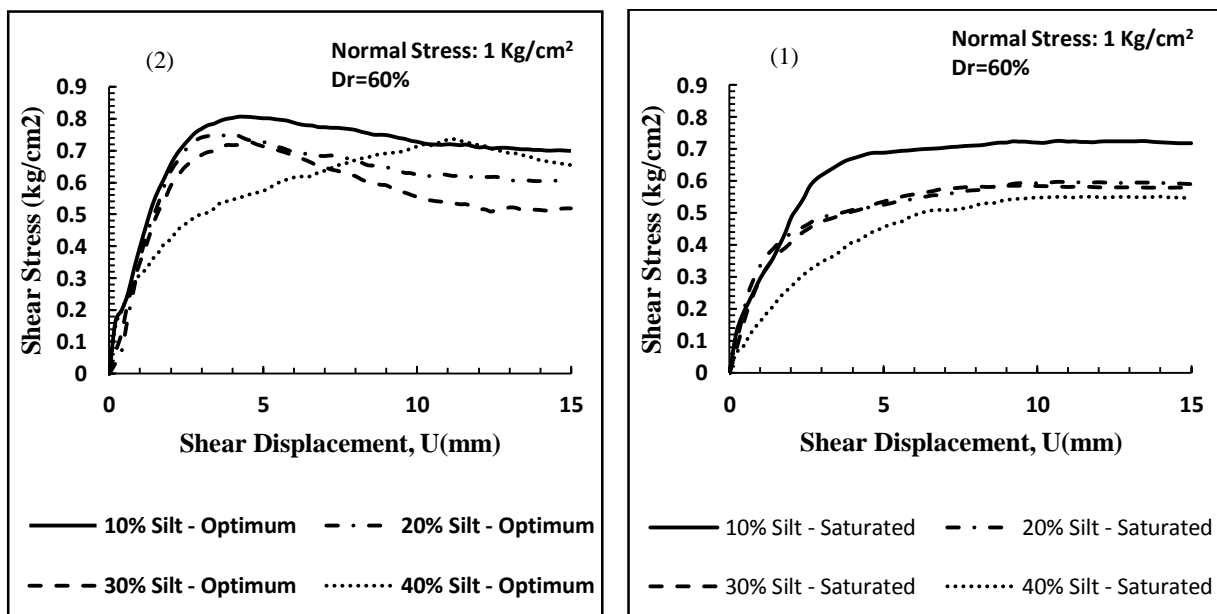 (2)
Normal Stress: 1 Kg/cm²
Dr=60%
Shear Stress (kg/cm2)
0.9
0.8
0.7
0.6
0.5
0.4
0.3
0.2
0.1
0
0 5 10 15
Shear Displacement, U(mm)
10% Silt - Optimum 20% Silt - Optimum
30% Silt - Optimum 40% Silt - Optimum
(1)
Normal Stress: 1 Kg/cm²
Dr=60%
Shear Stress (kg/cm2)
0.9
0.8
0.7
0.6
0.5
0.4
0.3
0.2
0.1
0
0 5 10 15
Shear Displacement, U(mm)
10% Silt - Saturated 20% Silt - Saturated
30% Silt - Saturated 40% Silt - Saturated